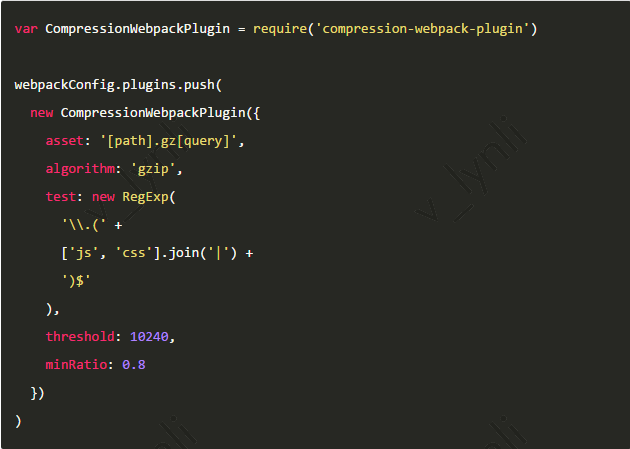 var CompressionWebpackPlugin = require('compression-webpack-plugin')
webpackConfig.plugins.push(
new CompressionWebpackPlugin({
asset: '[path].gz[query]',
algorithm: 'gzip',
test: new RegExp(
'\\.(' +
['js', 'css'].join('|') +
')$'
),
threshold: 10240,
minRatio: 0.8
})
)
v_lynli